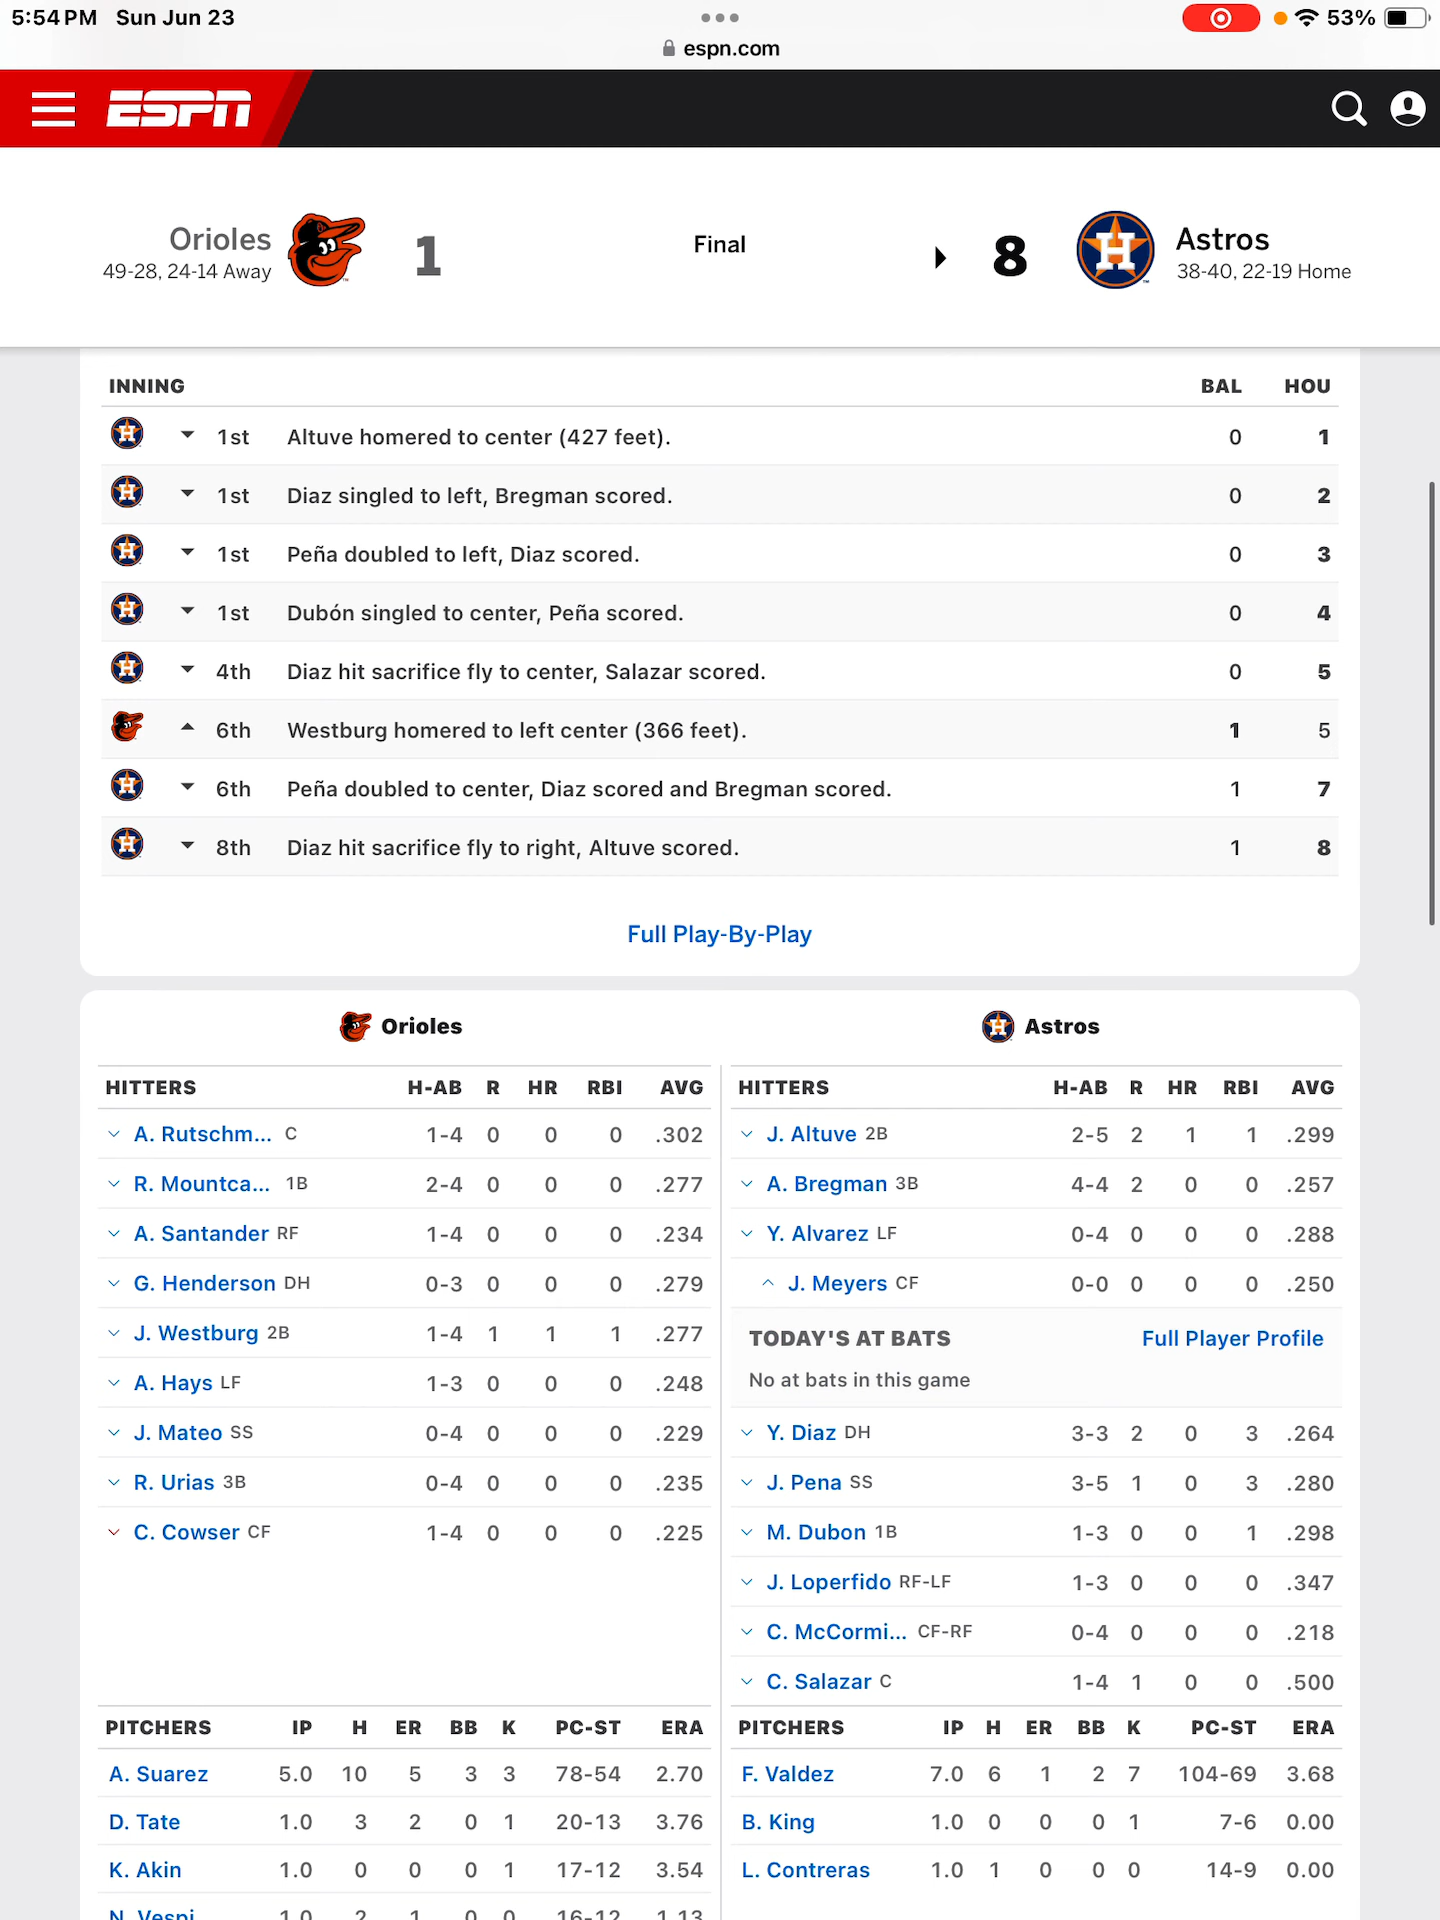 5:54 PM Sun Jun 23 53%
espn.com
ESPN
Orioles 1 Final 8 Astros
49-28, 24-14 Away 38-40, 22-19 Home
INNING BAL HOU
1st Altuve homered to center (427 feet). 0 1
1st Diaz singled to left, Bregman scored. 0 2
1st Peña doubled to left, Diaz scored. 0 3
1st Dubón singled to center, Peña scored. 0 4
4th Diaz hit sacrifice fly to center, Salazar scored. 0 5
6th Westburg homered to left center (366 feet). 1 5
6th Peña doubled to center, Diaz scored and Bregman scored. 1 7
8th Diaz hit sacrifice fly to right, Altuve scored. 1 8
Full Play-By-Play
Orioles
HITTERS H-AB R HR RBI AVG
A. Rutschm... C 1-4 0 0 0 .302
R. Mountca... 1B 2-4 0 0 0 .277
A. Santander RF 1-4 0 0 0 .234
G. Henderson DH 0-3 0 0 0 .279
J. Westburg 2B 1-4 1 1 1 .277
A. Hays LF 1-3 0 0 0 .248
J. Mateo SS 0-4 0 0 0 .229
R. Urias 3B 0-4 0 0 0 .235
C. Cowser CF 1-4 0 0 0 .225
PITCHERS IP H ER BB K PC-ST ERA
A. Suarez 5.0 10 5 3 3 78-54 2.70
D. Tate 1.0 3 2 0 1 20-13 3.76
K. Akin 1.0 0 0 0 1 17-12 3.54
N. Vespi 1.0 2 1 0 0 16-12 1.13
Astros
HITTERS H-AB R HR RBI AVG
J. Altuve 2B 2-5 2 1 1 .299
A. Bregman 3B 4-4 2 0 0 .257
Y. Alvarez LF 0-4 0 0 0 .288
J. Meyers CF 0-0 0 0 0 .250
TODAY'S AT BATS Full Player Profile
No at bats in this game
Y. Diaz DH 3-3 2 0 3 .264
J. Pena SS 3-5 1 0 3 .280
M. Dubon 1B 1-3 0 0 1 .298
J. Loperfido RF-LF 1-3 0 0 0 .347
C. McCormi... CF-RF 0-4 0 0 0 .218
C. Salazar C 1-4 1 0 0 .500
PITCHERS IP H ER BB K PC-ST ERA
F. Valdez 7.0 6 1 2 7 104-69 3.68
B. King 1.0 0 0 0 1 7-6 0.00
L. Contreras 1.0 1 0 0 0 14-9 0.00